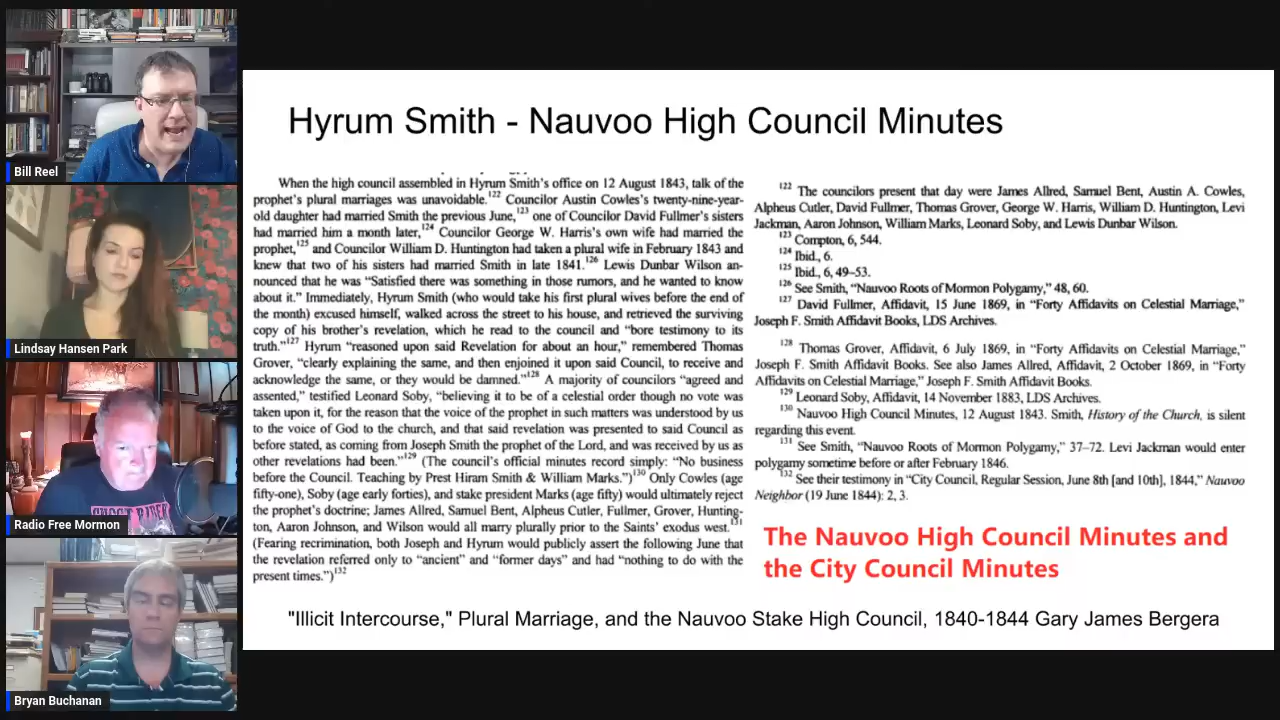 Bill Reel
Lindsay Hansen Park
Radio Free Mormon
Bryan Buchanan
Hyrum Smith - Nauvoo High Council Minutes
When the high council assembled in Hyrum Smith's office on 12 August 1843, talk of the
prophet's plural marriages was unavoidable.122 Councilor Austin Cowles's twenty-nine-year-
old daughter had married Smith the previous June,123 one of Councilor David Fullmer's sisters
had married him a month later,124 Councilor George W. Harris's own wife had married the
prophet,125 and Councilor William D. Huntington had taken a plural wife in February 1843 and
knew that two of his sisters had married Smith in late 1841.126 Lewis Dunbar Wilson an-
nounced that he was "Satisfied there was something in those rumors, and he wanted to know
about it." Immediately, Hyrum Smith (who would take his first plural wives before the end of
the month) excused himself, walked across the street to his house, and retrieved the surviving
copy of his brother's revelation, which he read to the council and "bore testimony to its
truth."127 Hyrum "reasoned upon said Revelation for about an hour," remembered Thomas
Grover, "clearly explaining the same, and then enjoined it upon said Council, to receive and
acknowledge the same, or they would be damned."128 A majority of councilors "agreed and
assented," testified Leonard Soby, "believing it to be of a celestial order though no vote was
taken upon it, for the reason that the voice of the prophet in such matters was understood by us
to the voice of God to the church, and that said revelation was presented to said Council as
before stated, as coming from Joseph Smith the prophet of the Lord, and was received by us as
other revelations had been."129 (The council's official minutes record simply: "No business
before the Council. Teaching by Prest Hiram Smith & William Marks.")130 Only Cowles (age
fifty-one), Soby (age early forties), and stake president Marks (age fifty) would ultimately reject
the prophet's doctrine; James Allred, Samuel Bent, Alpheus Cutler, Fullmer, Grover, Hunting-
ton, Aaron Johnson, and Wilson would all marry plurally prior to the Saints' exodus west.131
(Fearing recrimination, both Joseph and Hyrum would publicly assert the following June that
the revelation referred only to "ancient" and "former days" and had "nothing to do with the
present times.")132
122 The councilors present that day were James Allred, Samuel Bent, Austin A. Cowles,
Alpheus Cutler, David Fullmer, Thomas Grover, George W. Harris, William D. Huntington, Levi
Jackman, Aaron Johnson, William Marks, Leonard Soby, and Lewis Dunbar Wilson.
123 Compton, 6, 544.
124 Ibid., 6.
125 Ibid., 6, 49–53.
126 See Smith, "Nauvoo Roots of Mormon Polygamy," 48, 60.
127 David Fullmer, Affidavit, 15 June 1869, in "Forty Affidavits on Celestial Marriage,"
Joseph F. Smith Affidavit Books, LDS Archives.
128 Thomas Grover, Affidavit, 6 July 1869, in "Forty Affidavits on Celestial Marriage,"
Joseph F. Smith Affidavit Books. See also James Allred, Affidavit, 2 October 1869, in "Forty
Affidavits on Celestial Marriage," Joseph F. Smith Affidavit Books.
129 Leonard Soby, Affidavit, 14 November 1883, LDS Archives.
130 Nauvoo High Council Minutes, 12 August 1843. Smith, History of the Church, is silent
regarding this event.
131 See Smith, "Nauvoo Roots of Mormon Polygamy," 37–72. Levi Jackman would enter
polygamy sometime before or after February 1846.
132 See their testimony in "City Council, Regular Session, June 8th [and 10th], 1844," Nauvoo
Neighbor (19 June 1844): 2, 3.
The Nauvoo High Council Minutes and
the City Council Minutes
"Illicit Intercourse," Plural Marriage, and the Nauvoo Stake High Council, 1840-1844 Gary James Bergera